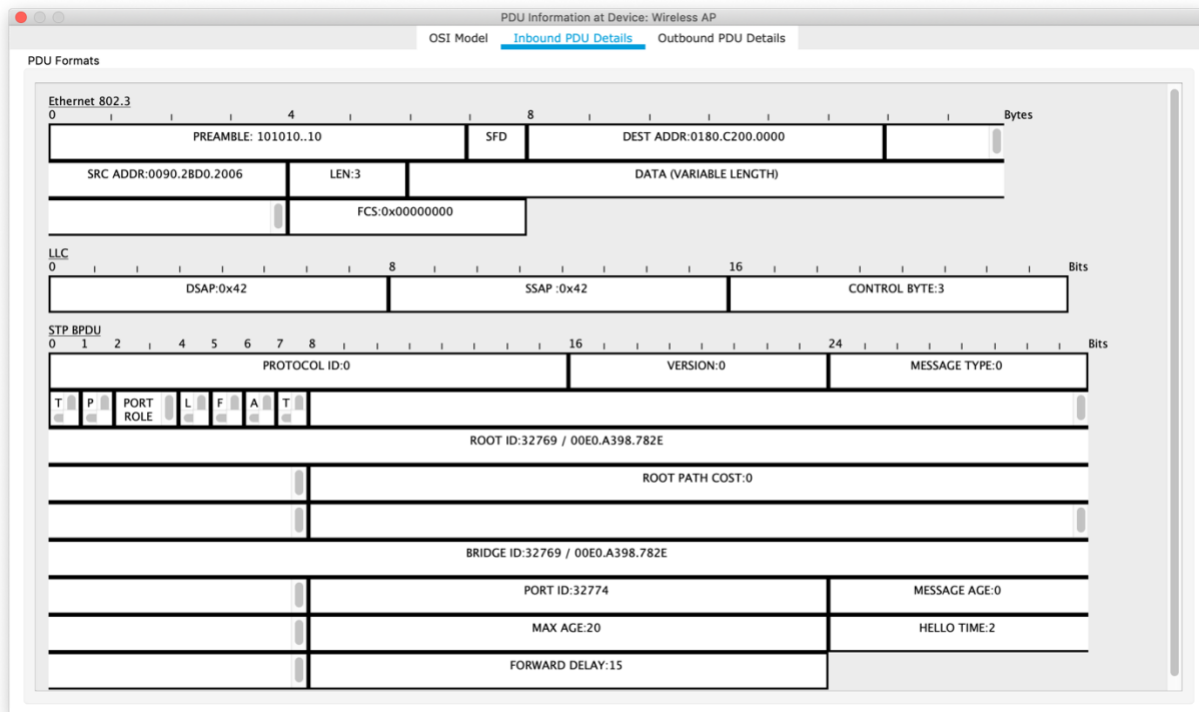 PDU Information at Device: Wireless AP
OSI Model Inbound PDU Details Outbound PDU Details
PDU Formats
Ethernet 802.3
0 4 8 Bytes
PREAMBLE: 101010..10 SFD DEST ADDR:0180.C200.0000
SRC ADDR:0090.2BD0.2006 LEN:3 DATA (VARIABLE LENGTH)
FCS:0x00000000
LLC
0 8 16 Bits
DSAP:0x42 SSAP :0x42 CONTROL BYTE:3
STP BPDU
0 1 2 4 5 6 7 8 16 24 Bits
PROTOCOL ID:0 VERSION:0 MESSAGE TYPE:0
T P PORT ROLE L F A T
ROOT ID:32769 / 00E0.A398.782E
ROOT PATH COST:0
BRIDGE ID:32769 / 00E0.A398.782E
PORT ID:32774 MESSAGE AGE:0
MAX AGE:20 HELLO TIME:2
FORWARD DELAY:15